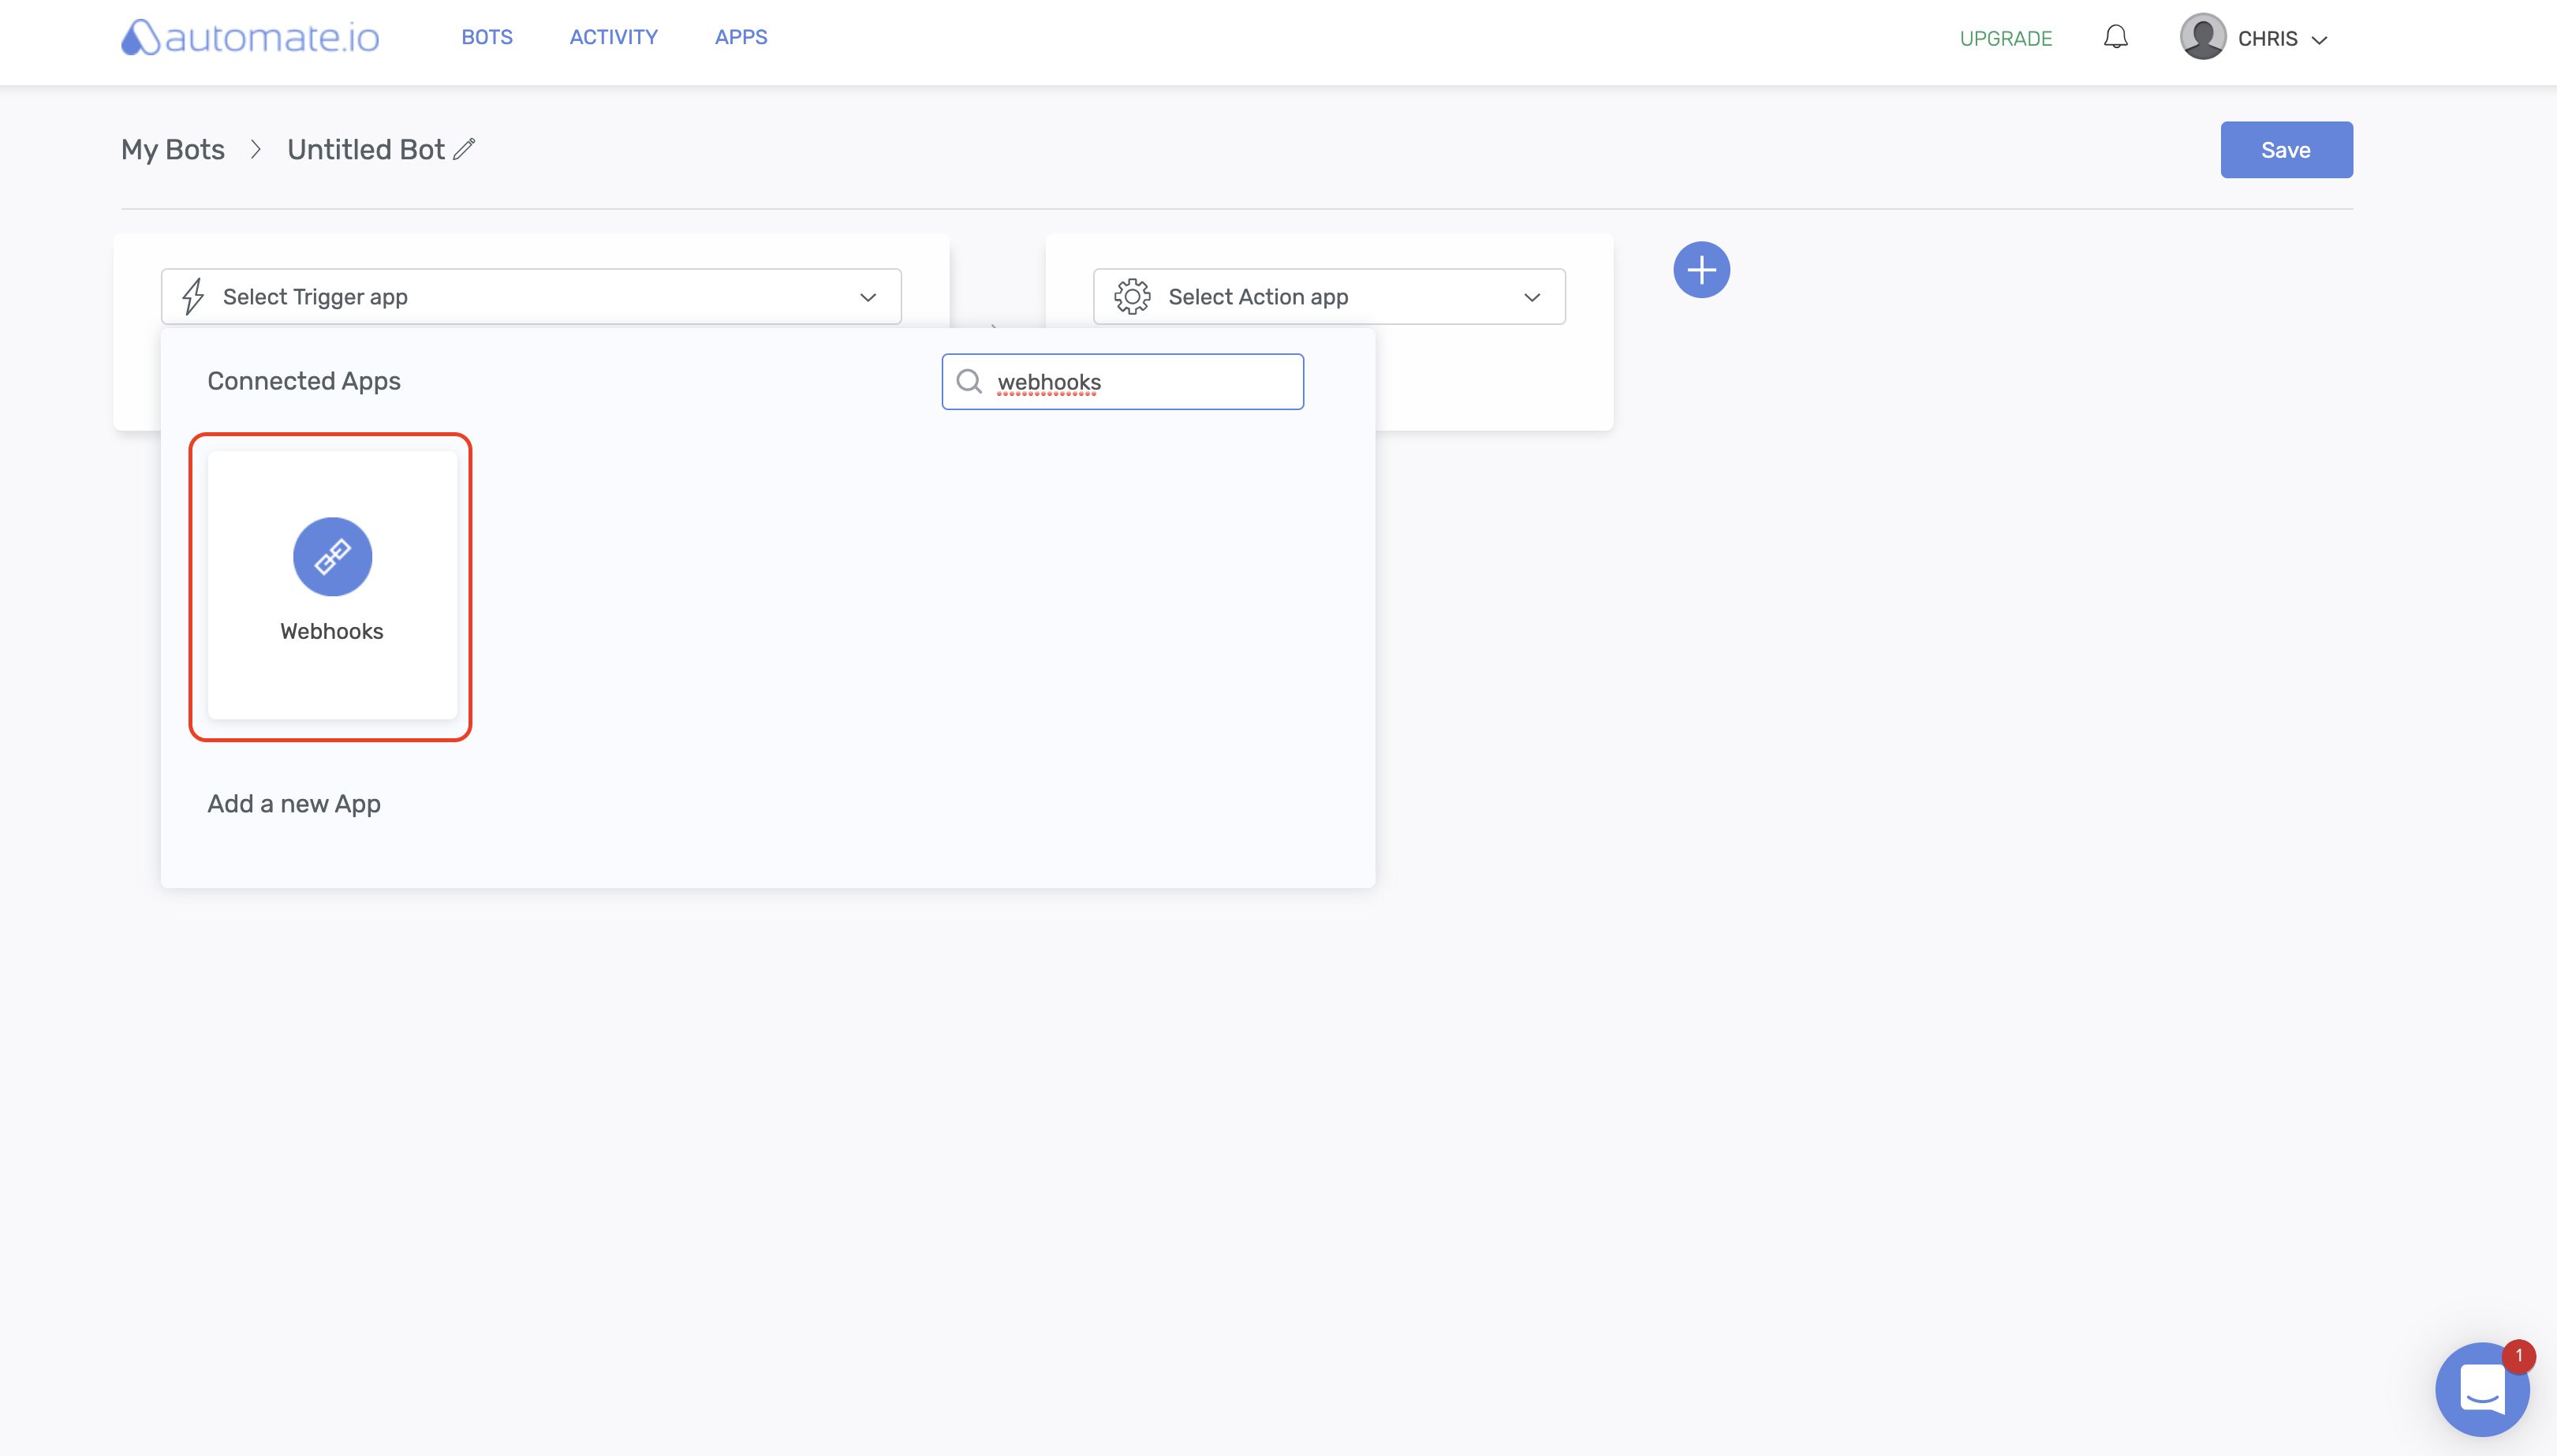 automate.io BOTS ACTIVITY APPS UPGRADE CHRIS
My Bots Untitled Bot Save
Select Trigger app Select Action app
Connected Apps webhooks
Webhooks
Add a new App
1